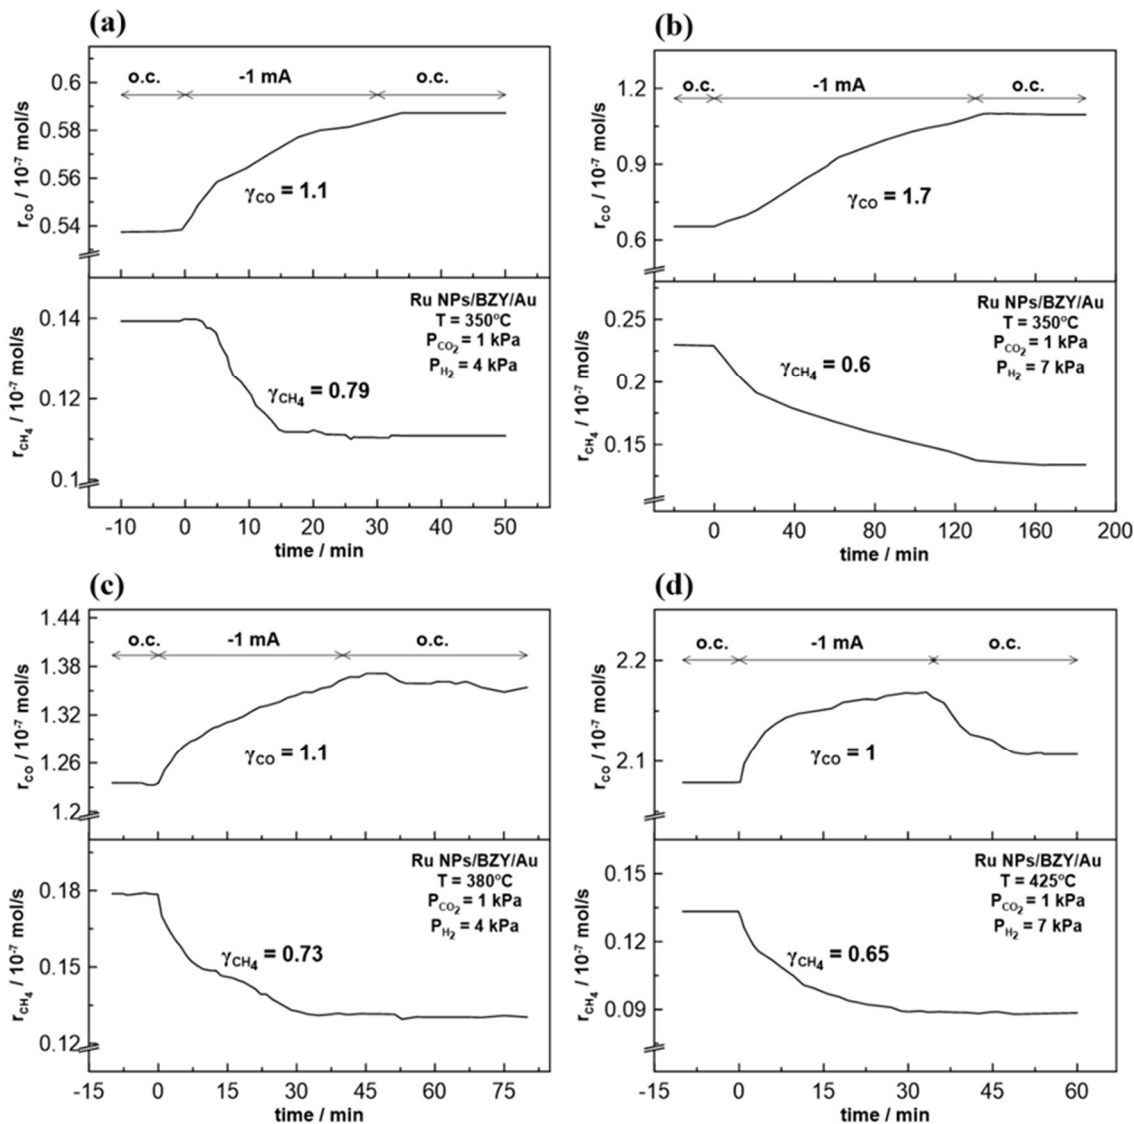 (a)
o.c. -1 mA o.c.
0.6
0.58
0.56
0.54
r_CO / 10^-7 mol/s
γ_CO = 1.1
Ru NPs/BZY/Au
T = 350°C
P_CO2 = 1 kPa
P_H2 = 4 kPa
0.14
0.12
0.1
r_CH4 / 10^-7 mol/s
γ_CH4 = 0.79
-10 0 10 20 30 40 50
time / min
(b)
o.c. -1 mA o.c.
1.2
0.9
0.6
r_CO / 10^-7 mol/s
γ_CO = 1.7
Ru NPs/BZY/Au
T = 350°C
P_CO2 = 1 kPa
P_H2 = 7 kPa
0.25
0.2
0.15
r_CH4 / 10^-7 mol/s
γ_CH4 = 0.6
0 40 80 120 160 200
time / min
(c)
o.c. -1 mA o.c.
1.44
1.38
1.32
1.26
1.2
r_CO / 10^-7 mol/s
γ_CO = 1.1
Ru NPs/BZY/Au
T = 380°C
P_CO2 = 1 kPa
P_H2 = 4 kPa
0.18
0.15
0.12
r_CH4 / 10^-7 mol/s
γ_CH4 = 0.73
-15 0 15 30 45 60 75
time / min
(d)
o.c. -1 mA o.c.
2.2
2.1
r_CO / 10^-7 mol/s
γ_CO = 1
Ru NPs/BZY/Au
T = 425°C
P_CO2 = 1 kPa
P_H2 = 7 kPa
0.15
0.12
0.09
r_CH4 / 10^-7 mol/s
γ_CH4 = 0.65
-15 0 15 30 45 60
time / min